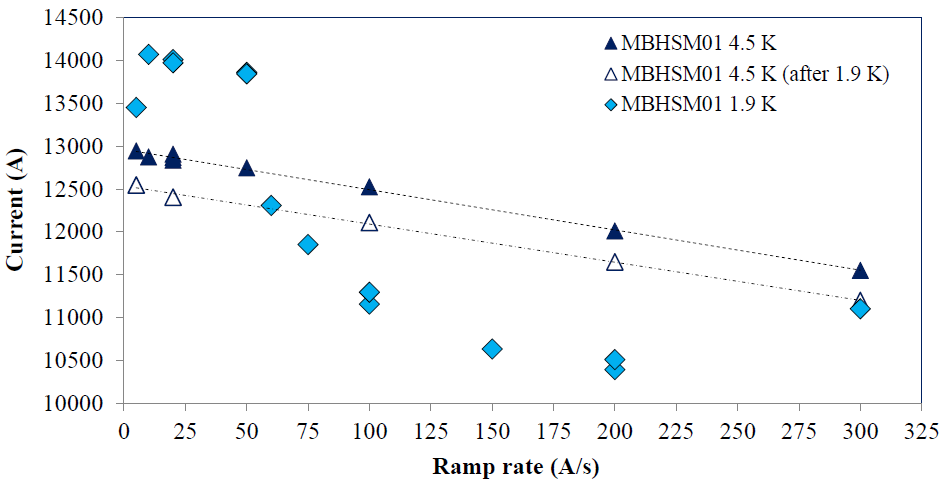 14500
14000
13500
13000
12500
12000
11500
11000
10500
10000
Current (A)
MBHSM01 4.5 K
MBHSM01 4.5 K (after 1.9 K)
MBHSM01 1.9 K
0 25 50 75 100 125 150 175 200 225 250 275 300 325
Ramp rate (A/s)